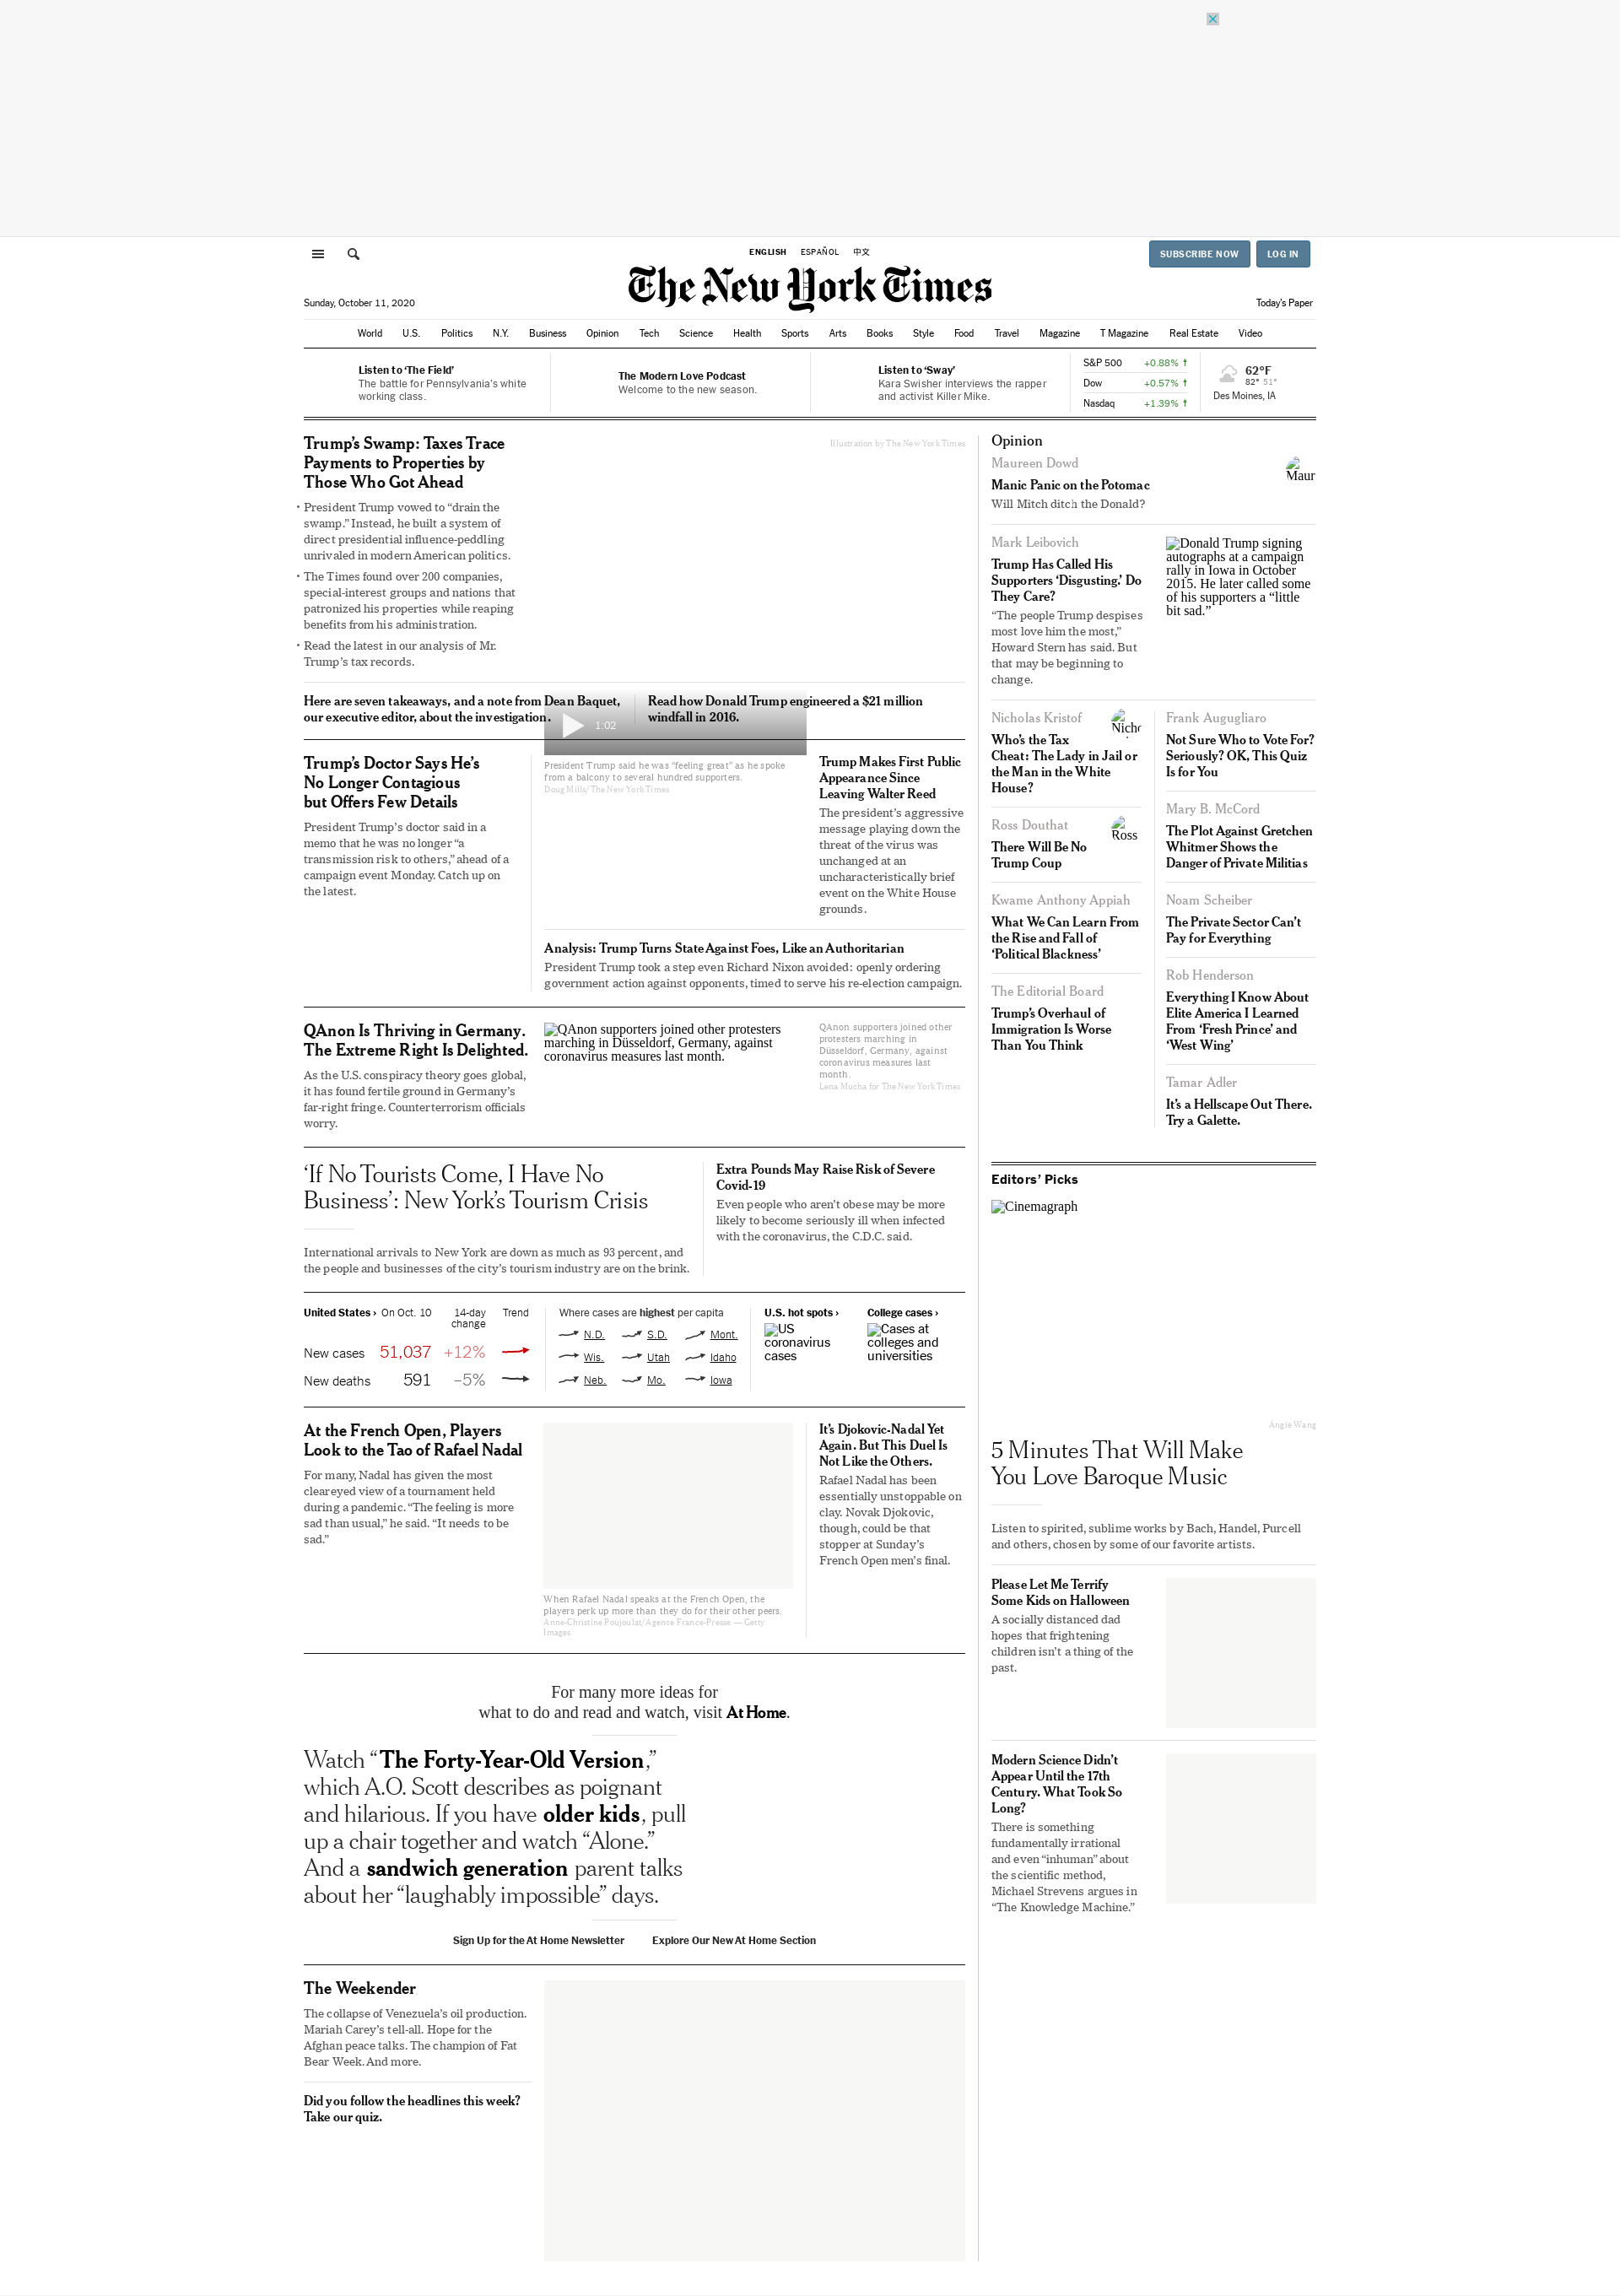 ENGLISH ESPAÑOL 中文
SUBSCRIBE NOW LOG IN
The New York Times
Sunday, October 11, 2020
Today's Paper
World U.S. Politics N.Y. Business Opinion Tech Science Health Sports Arts Books Style Food Travel Magazine T Magazine Real Estate Video
Listen to ‘The Field’
The battle for Pennsylvania's white
working class.
The Modern Love Podcast
Welcome to the new season.
Listen to ‘Sway’
Kara Swisher interviews the rapper
and activist Killer Mike.
S&P 500 +0.88%
Dow +0.57%
Nasdaq +1.39%
62°F
82° 51°
Des Moines, IA
Trump’s Swamp: Taxes Trace
Payments to Properties by
Those Who Got Ahead
• President Trump vowed to “drain the
swamp.” Instead, he built a system of
direct presidential influence-peddling
unrivaled in modern American politics.
• The Times found over 200 companies,
special-interest groups and nations that
patronized his properties while reaping
benefits from his administration.
• Read the latest in our analysis of Mr.
Trump’s tax records.
Illustration by The New York Times
Here are seven takeaways, and a note from Dean Baquet,
our executive editor, about the investigation.
Read how Donald Trump engineered a $21 million
windfall in 2016.
Trump’s Doctor Says He’s
No Longer Contagious
but Offers Few Details
President Trump’s doctor said in a
memo that he was no longer “a
transmission risk to others,” ahead of a
campaign event Monday. Catch up on
the latest.
1:02
President Trump said he was “feeling great” as he spoke
from a balcony to several hundred supporters.
Doug Mills/The New York Times
Trump Makes First Public
Appearance Since
Leaving Walter Reed
The president’s aggressive
message playing down the
threat of the virus was
unchanged at an
uncharacteristically brief
event on the White House
grounds.
Analysis: Trump Turns State Against Foes, Like an Authoritarian
President Trump took a step even Richard Nixon avoided: openly ordering
government action against opponents, timed to serve his re-election campaign.
QAnon Is Thriving in Germany.
The Extreme Right Is Delighted.
As the U.S. conspiracy theory goes global,
it has found fertile ground in Germany’s
far-right fringe. Counterterrorism officials
worry.
QAnon supporters joined other protesters
marching in Düsseldorf, Germany, against
coronavirus measures last month.
QAnon supporters joined other
protesters marching in
Düsseldorf, Germany, against
coronavirus measures last
month.
Lena Mucha for The New York Times
‘If No Tourists Come, I Have No
Business’: New York’s Tourism Crisis
International arrivals to New York are down as much as 93 percent, and
the people and businesses of the city’s tourism industry are on the brink.
Extra Pounds May Raise Risk of Severe
Covid-19
Even people who aren’t obese may be more
likely to become seriously ill when infected
with the coronavirus, the C.D.C. said.
United States › On Oct. 10 14-day Trend
change
New cases 51,037 +12%
New deaths 591 –5%
Where cases are highest per capita
N.D. S.D. Mont.
Wis. Utah Idaho
Neb. Mo. Iowa
U.S. hot spots ›
US
coronavirus
cases
College cases ›
Cases at
colleges and
universities
At the French Open, Players
Look to the Tao of Rafael Nadal
For many, Nadal has given the most
cleareyed view of a tournament held
during a pandemic. “The feeling is more
sad than usual,” he said. “It needs to be
sad.”
When Rafael Nadal speaks at the French Open, the
players perk up more than they do for their other peers.
Anne-Christine Poujoulat/Agence France-Presse — Getty
Images
It’s Djokovic-Nadal Yet
Again. But This Duel Is
Not Like the Others.
Rafael Nadal has been
essentially unstoppable on
clay. Novak Djokovic,
though, could be that
stopper at Sunday’s
French Open men’s final.
For many more ideas for
what to do and read and watch, visit At Home.
Watch “The Forty-Year-Old Version,”
which A.O. Scott describes as poignant
and hilarious. If you have older kids, pull
up a chair together and watch “Alone.”
And a sandwich generation parent talks
about her “laughably impossible” days.
Sign Up for the At Home Newsletter Explore Our New At Home Section
The Weekender
The collapse of Venezuela’s oil production.
Mariah Carey’s tell-all. Hope for the
Afghan peace talks. The champion of Fat
Bear Week. And more.
Did you follow the headlines this week?
Take our quiz.
Opinion
Maureen Dowd
Manic Panic on the Potomac
Will Mitch ditch the Donald?
Maur
Mark Leibovich
Trump Has Called His
Supporters ‘Disgusting.’ Do
They Care?
“The people Trump despises
most love him the most,”
Howard Stern has said. But
that may be beginning to
change.
Donald Trump signing
autographs at a campaign
rally in Iowa in October
2015. He later called some
of his supporters a “little
bit sad.”
Nicholas Kristof
Who’s the Tax
Cheat: The Lady in Jail or
the Man in the White
House?
Nicho
Ross Douthat
There Will Be No
Trump Coup
Ross
Kwame Anthony Appiah
What We Can Learn From
the Rise and Fall of
‘Political Blackness’
The Editorial Board
Trump’s Overhaul of
Immigration Is Worse
Than You Think
Frank Augugliaro
Not Sure Who to Vote For?
Seriously? OK, This Quiz
Is for You
Mary B. McCord
The Plot Against Gretchen
Whitmer Shows the
Danger of Private Militias
Noam Scheiber
The Private Sector Can’t
Pay for Everything
Rob Henderson
Everything I Know About
Elite America I Learned
From ‘Fresh Prince’ and
‘West Wing’
Tamar Adler
It’s a Hellscape Out There.
Try a Galette.
Editors’ Picks
Cinemagraph
Angie Wang
5 Minutes That Will Make
You Love Baroque Music
Listen to spirited, sublime works by Bach, Handel, Purcell
and others, chosen by some of our favorite artists.
Please Let Me Terrify
Some Kids on Halloween
A socially distanced dad
hopes that frightening
children isn’t a thing of the
past.
Modern Science Didn’t
Appear Until the 17th
Century. What Took So
Long?
There is something
fundamentally irrational
and even “inhuman” about
the scientific method,
Michael Strevens argues in
“The Knowledge Machine.”